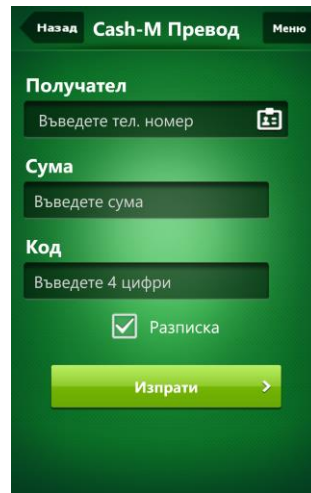 Назад Cash-M Превод Меню
Получател
Въведете тел. номер
Сума
Въведете сума
Код
Въведете 4 цифри
Разписка
Изпрати